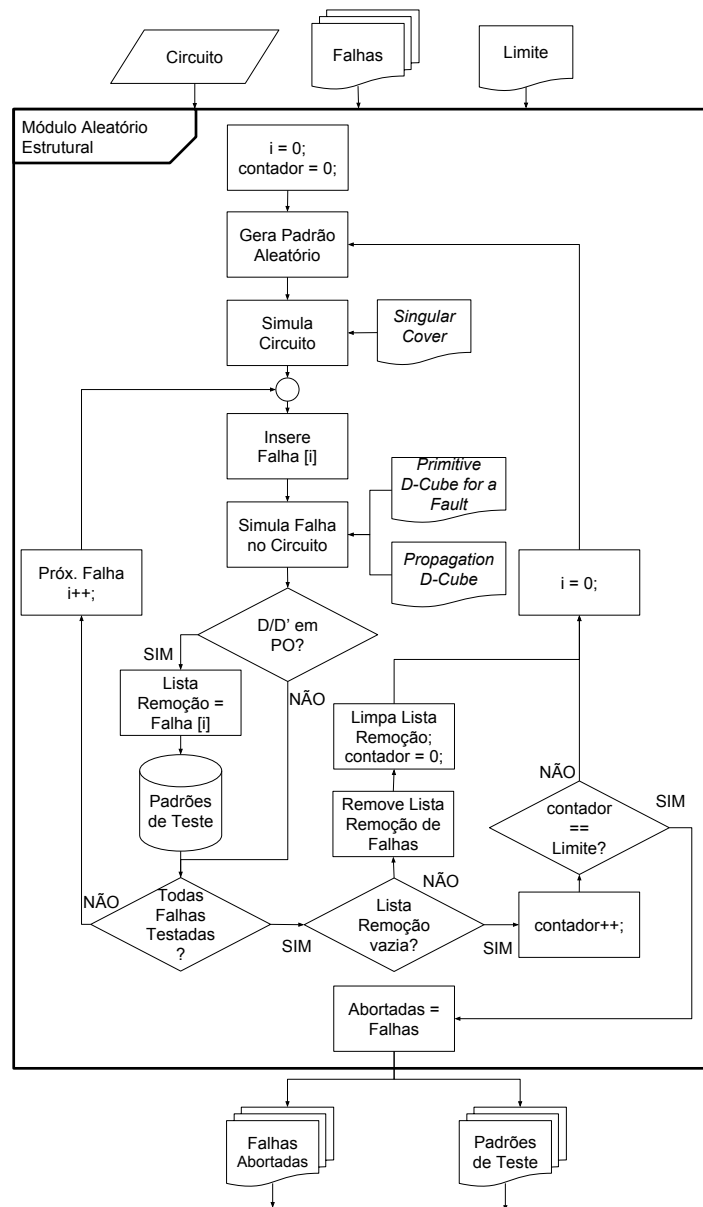 Circuito
Falhas
Limite
Módulo Aleatório
Estrutural
i = 0;
contador = 0;
Gera Padrão
Aleatório
Simula
Circuito
Singular
Cover
Insere
Falha [i]
Primitive
D-Cube for a
Fault
Simula Falha
no Circuito
Propagation
D-Cube
Próx. Falha
i++;
i = 0;
D/D' em
PO?
SIM
NÃO
Lista
Remoção =
Falha [i]
Limpa Lista
Remoção;
contador = 0;
Padrões
de Teste
Remove Lista
Remoção de
Falhas
NÃO
SIM
contador
==
Limite?
NÃO
Todas
Falhas
Testadas
?
SIM
NÃO
Lista
Remoção
vazia?
SIM
contador++;
Abortadas =
Falhas
Falhas
Abortadas
Padrões
de Teste